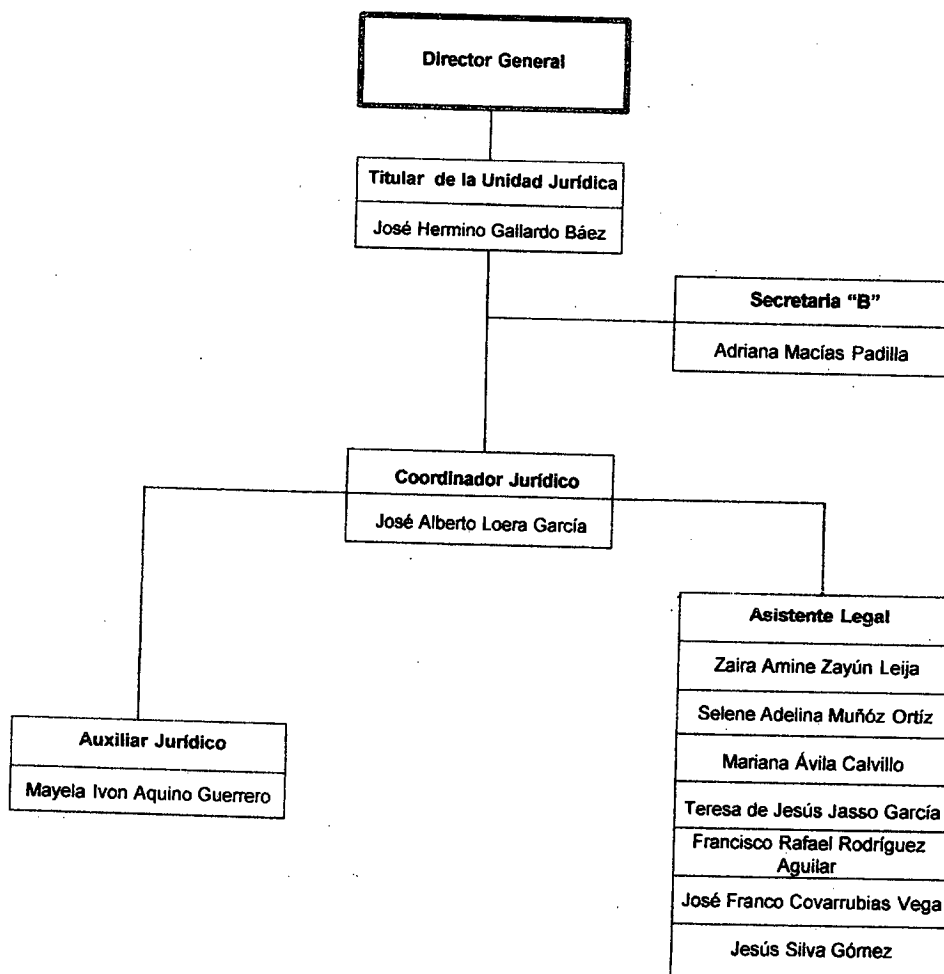 Director General
Titular de la Unidad Jurídica
José Hermino Gallardo Báez
Secretaria "B"
Adriana Macías Padilla
Coordinador Jurídico
José Alberto Loera García
Auxiliar Jurídico
Mayela Ivon Aquino Guerrero
Asistente Legal
Zaira Amine Zayún Leija
Selene Adelina Muñóz Ortíz
Mariana Ávila Calvillo
Teresa de Jesús Jasso García
Francisco Rafael Rodríguez
Aguilar
José Franco Covarrubias Vega
Jesús Silva Gómez